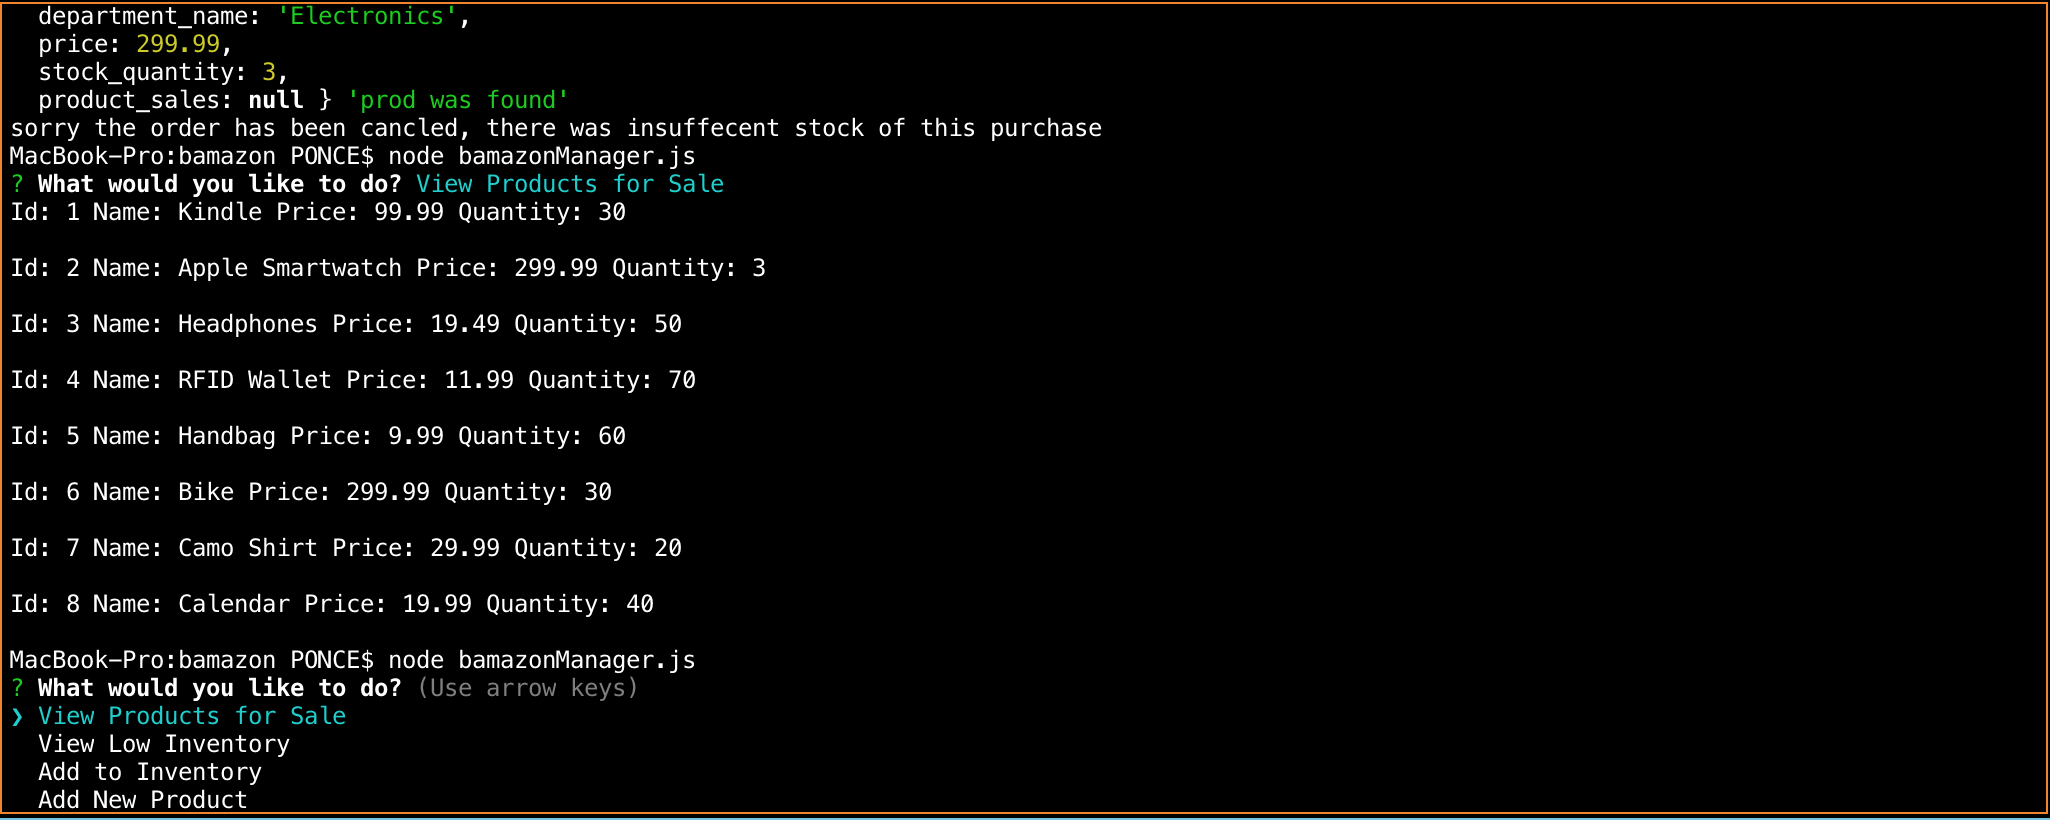 department_name: 'Electronics',
price: 299.99,
stock_quantity: 3,
product_sales: null } 'prod was found'
sorry the order has been cancled, there was insuffecent stock of this purchase
MacBook-Pro:bamazon PONCE$ node bamazonManager.js
? What would you like to do? View Products for Sale
Id: 1 Name: Kindle Price: 99.99 Quantity: 30
Id: 2 Name: Apple Smartwatch Price: 299.99 Quantity: 3
Id: 3 Name: Headphones Price: 19.49 Quantity: 50
Id: 4 Name: RFID Wallet Price: 11.99 Quantity: 70
Id: 5 Name: Handbag Price: 9.99 Quantity: 60
Id: 6 Name: Bike Price: 299.99 Quantity: 30
Id: 7 Name: Camo Shirt Price: 29.99 Quantity: 20
Id: 8 Name: Calendar Price: 19.99 Quantity: 40
MacBook-Pro:bamazon PONCE$ node bamazonManager.js
? What would you like to do? (Use arrow keys)
❯ View Products for Sale
View Low Inventory
Add to Inventory
Add New Product